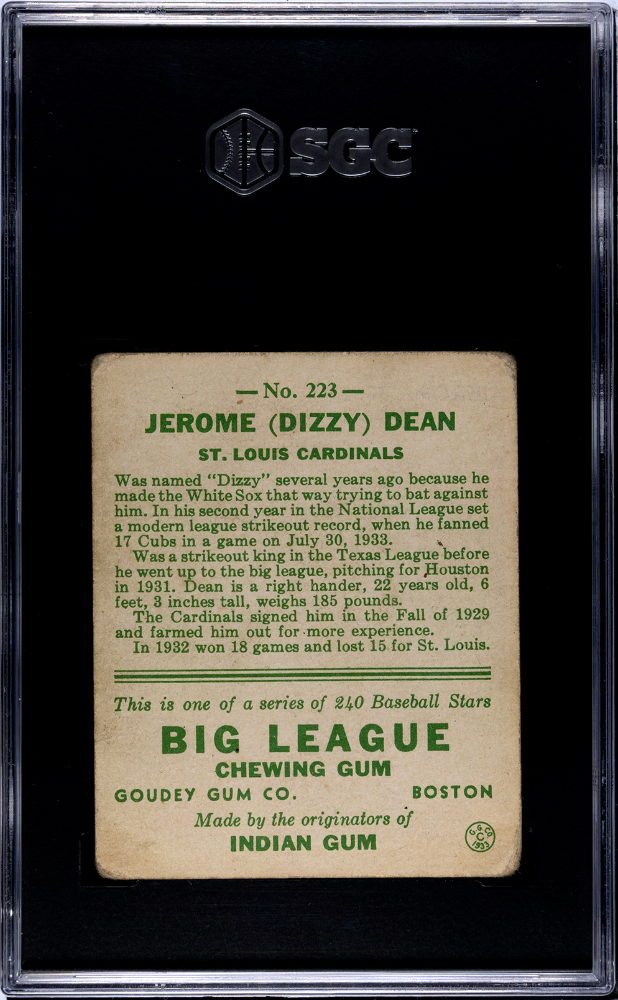 SGC
— No. 223 —
JEROME (DIZZY) DEAN
ST. LOUIS CARDINALS
Was named "Dizzy" several years ago because he
made the White Sox that way trying to bat against
him. In his second year in the National League set
a modern league strikeout record, when he fanned
17 Cubs in a game on July 30, 1933.
Was a strikeout king in the Texas League before
he went up to the big league, pitching for Houston
in 1931. Dean is a right hander, 22 years old, 6
feet, 3 inches tall, weighs 185 pounds.
The Cardinals signed him in the Fall of 1929
and farmed him out for more experience.
In 1932 won 18 games and lost 15 for St. Louis.
This is one of a series of 240 Baseball Stars
BIG LEAGUE
CHEWING GUM
GOUDEY GUM CO. BOSTON
Made by the originators of
INDIAN GUM
G. G. CO.
C
1933